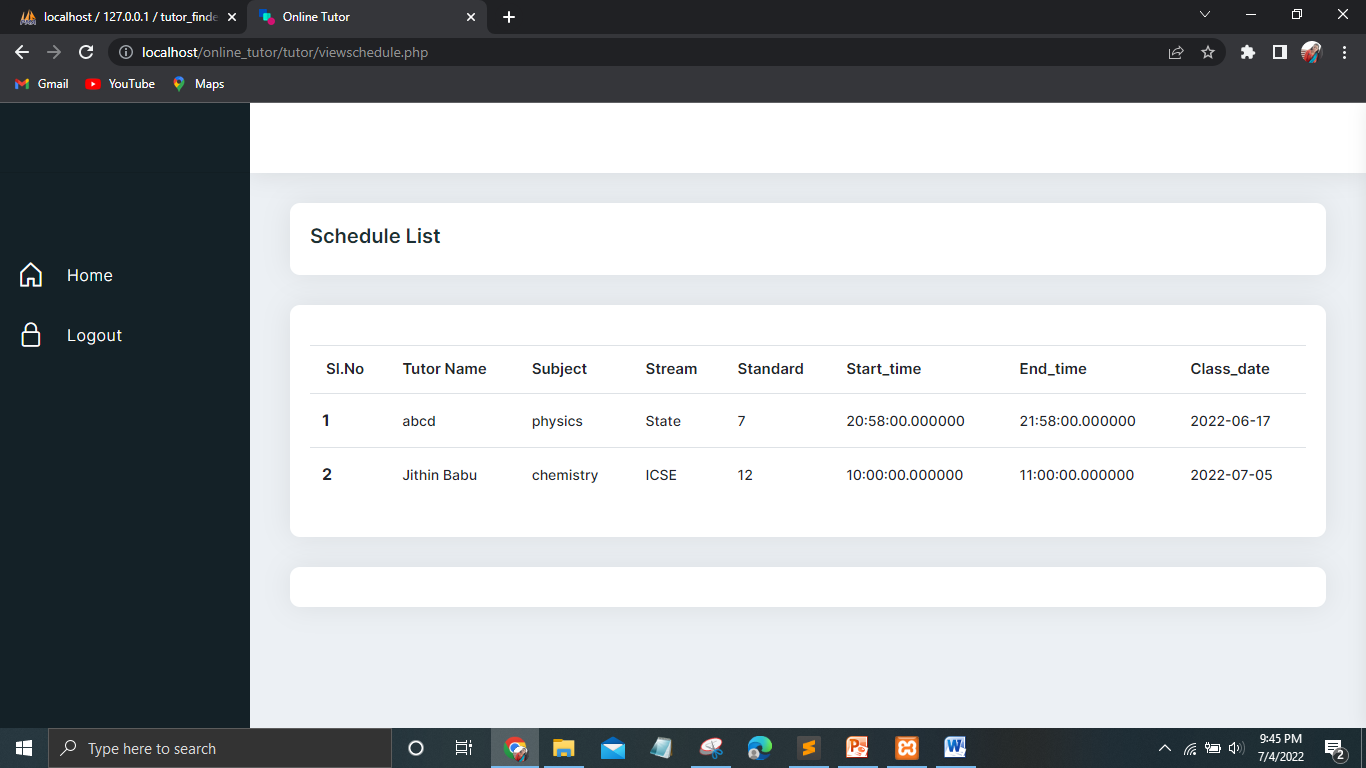 localhost / 127.0.0.1 / tutor_finde
Online Tutor
localhost/online_tutor/tutor/viewschedule.php
Gmail YouTube Maps
Home
Logout
Schedule List
Sl.No Tutor Name Subject Stream Standard Start_time End_time Class_date
1 abcd physics State 7 20:58:00.000000 21:58:00.000000 2022-06-17
2 Jithin Babu chemistry ICSE 12 10:00:00.000000 11:00:00.000000 2022-07-05
Type here to search
9:45 PM
7/4/2022
2